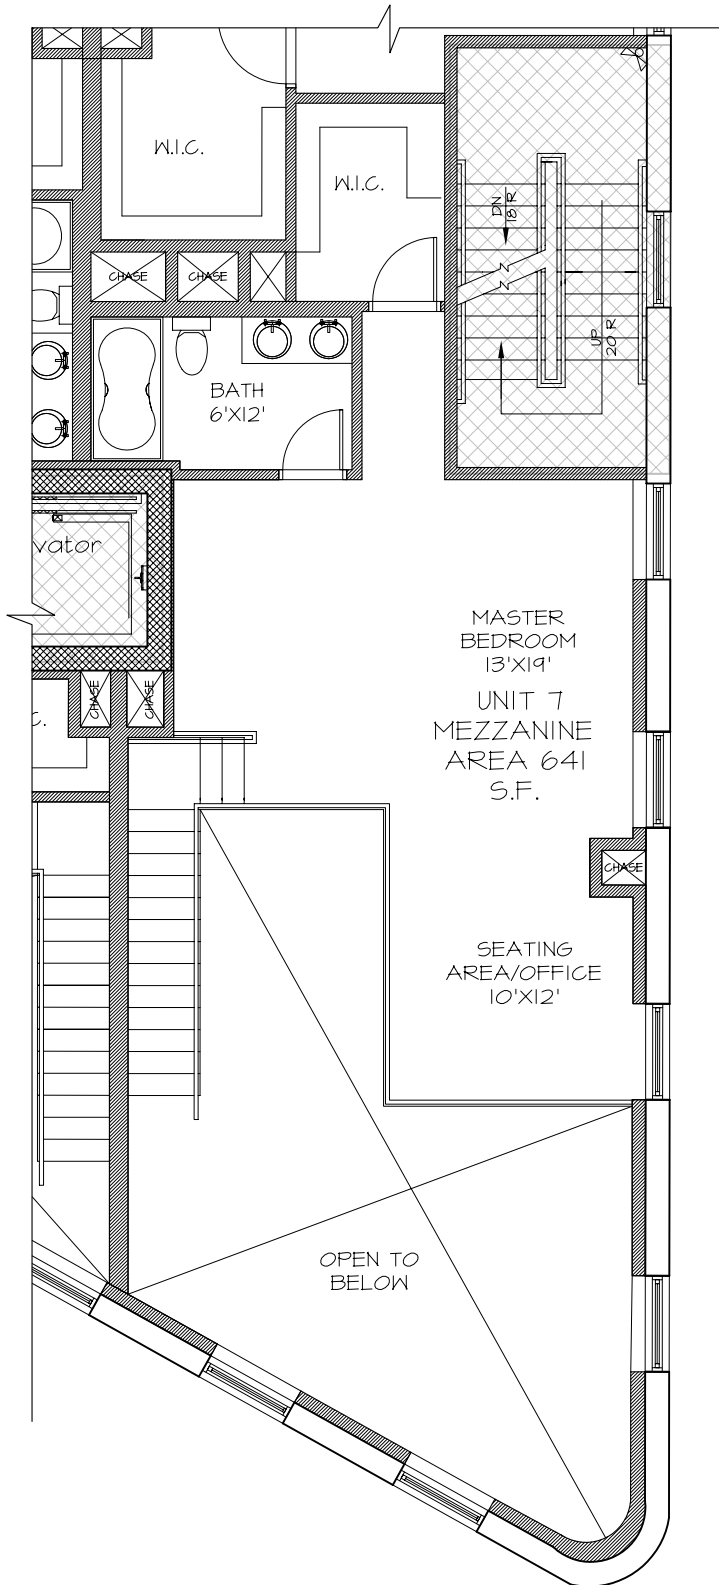 W.I.C.
W.I.C.
DN
18 R
CHASE
CHASE
UP
20 R
BATH
6'X12'
vator
MASTER
BEDROOM
13'X19'
UNIT 7
MEZZANINE
AREA 641
S.F.
CHASE
CHASE
C.
CHASE
SEATING
AREA/OFFICE
10'X12'
OPEN TO
BELOW